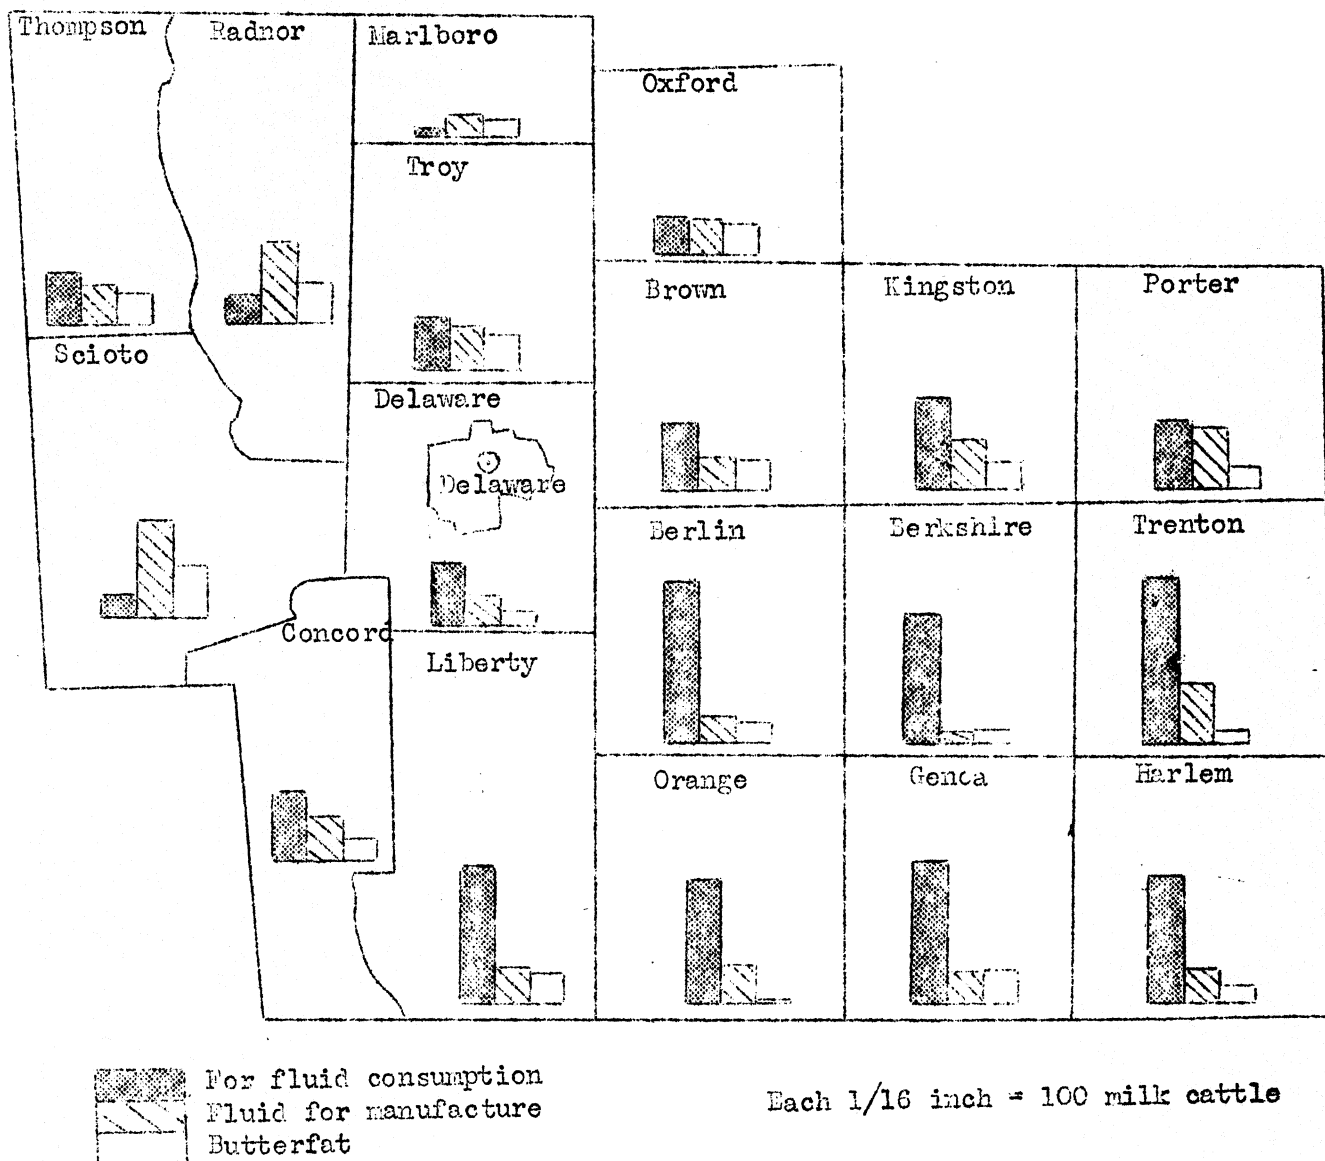 Thompson
Radnor
Marlboro
Oxford
Troy
Brown
Kingston
Porter
Scioto
Delaware
Delaware
Berlin
Berkshire
Trenton
Concord
Liberty
Orange
Genoa
Harlem
For fluid consumption
Fluid for manufacture
Butterfat
Each 1/16 inch = 100 milk cattle